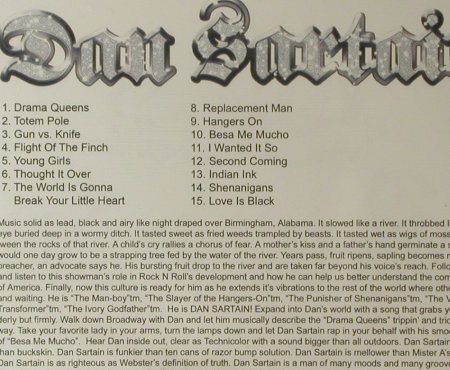 Dan Sartai
1. Drama Queens
2. Totem Pole
3. Gun vs. Knife
4. Flight Of The Finch
5. Young Girls
6. Thought It Over
7. The World Is Gonna
Break Your Little Heart
8. Replacement Man
9. Hangers On
10. Besa Me Mucho
11. I Wanted It So
12. Second Coming
13. Indian Ink
14. Shenanigans
15. Love Is Black
Music solid as lead, black and airy like night draped over Birmingham, Alabama. It slowed like a river. It throbbed l
eye buried deep in a wormy ditch. It tasted sweet as fried weeds trampled by beasts. It tasted wet as wigs of moss
ween the rocks of that river. A child's cry rallies a chorus of fear. A mother's kiss and a father's hand germinate a s
would one day grow to be a strapping tree fed by the water of the river. Years pass, fruit ripens, sapling becomes
preacher, an advocate says he. His bursting fruit drop to the river and are taken far beyond his voice's reach. Follo
and listen to this showman's role in Rock N Roll's development and how he can help us better understand the com
of America. Finally, now this culture is ready for him as he extends it's vibrations to the rest of the world where othe
and waiting. He is "The Man-boy"tm, "The Slayer of the Hangers-On"tm, "The Punisher of Shenanigans"tm, "The V
Transformer"tm, "The Ivory Godfather"tm. He is DAN SARTAIN! Expand into Dan's world with a song that grabs y
derly but firmly. Walk down Broadway with Dan and let him musically describe the "Drama Queens" trippin' and tric
way. Take your favorite lady in your arms, turn the lamps down and let Dan Sartain rap in your behalf with his smo
of "Besa Me Mucho". Hear Dan inside out, clear as Technicolor with a sound bigger than all outdoors. Dan Sartain
than buckskin. Dan Sartain is funkier than ten cans of razor bump solution. Dan Sartain is mellower than Mister A's
Dan Sartain is as righteous as Webster's definition of truth. Dan Sartain is a man of many moods and many groove